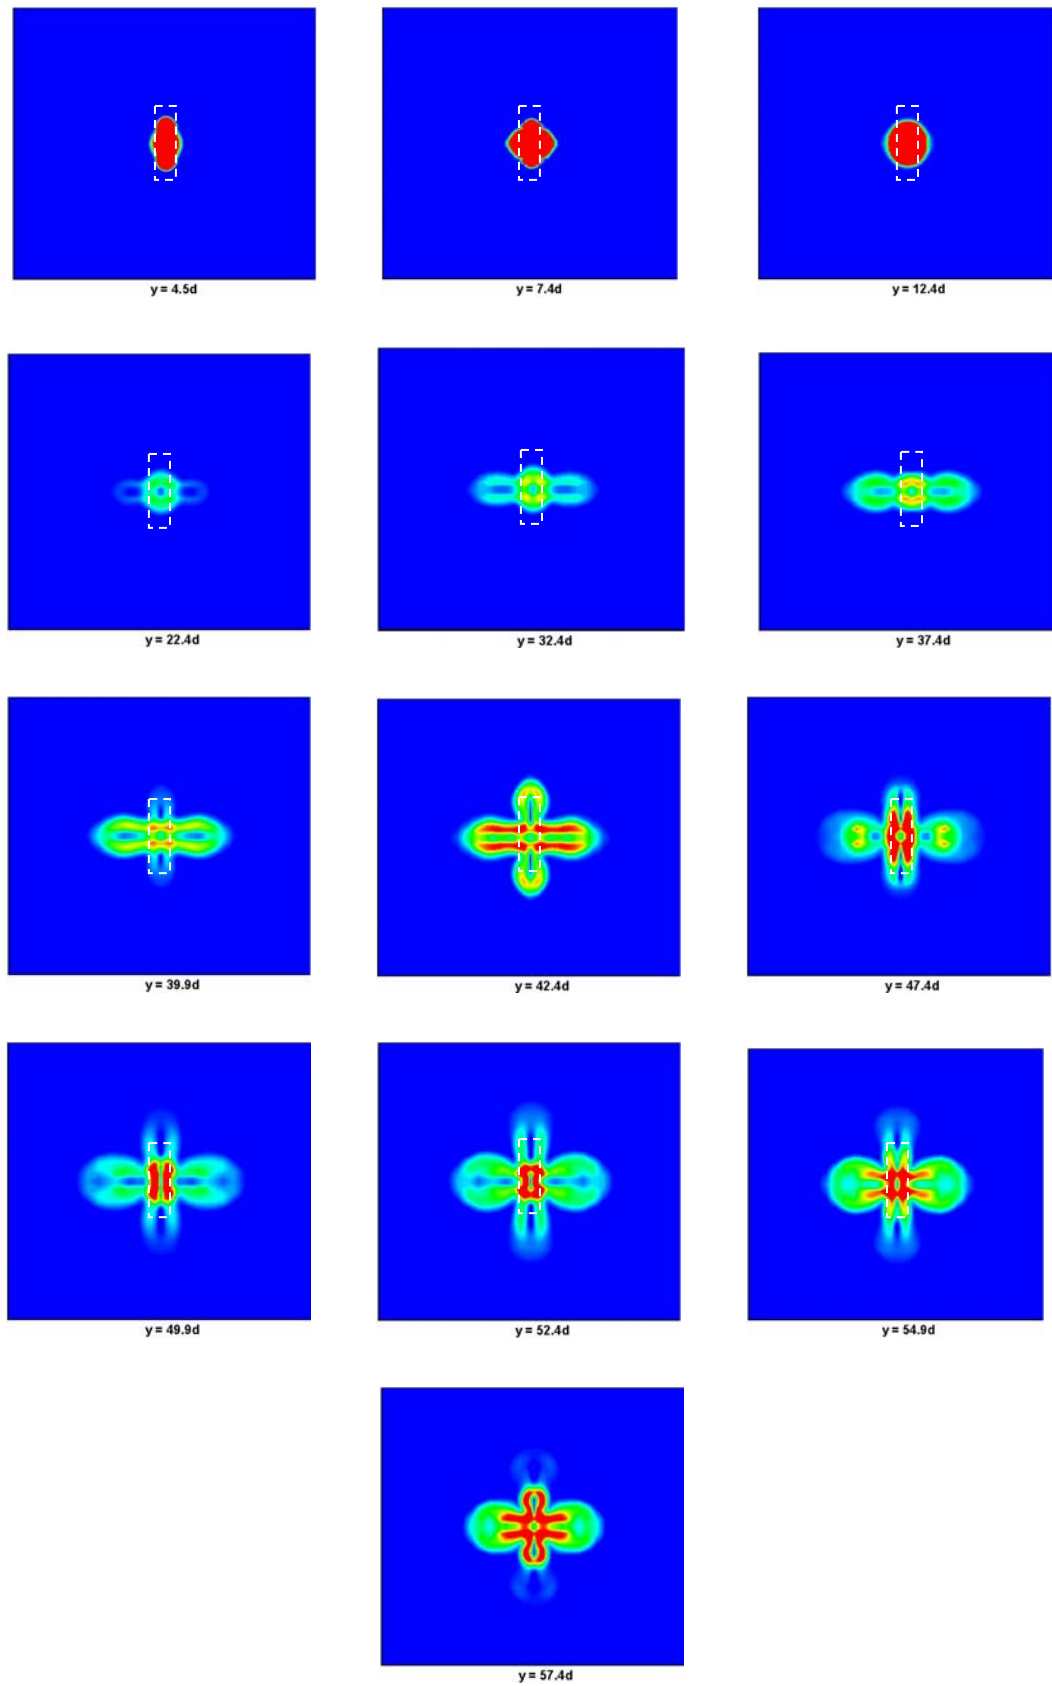 y = 4.5d
y = 7.4d
y = 12.4d
y = 22.4d
y = 32.4d
y = 37.4d
y = 39.9d
y = 42.4d
y = 47.4d
y = 49.9d
y = 52.4d
y = 54.9d
y = 57.4d